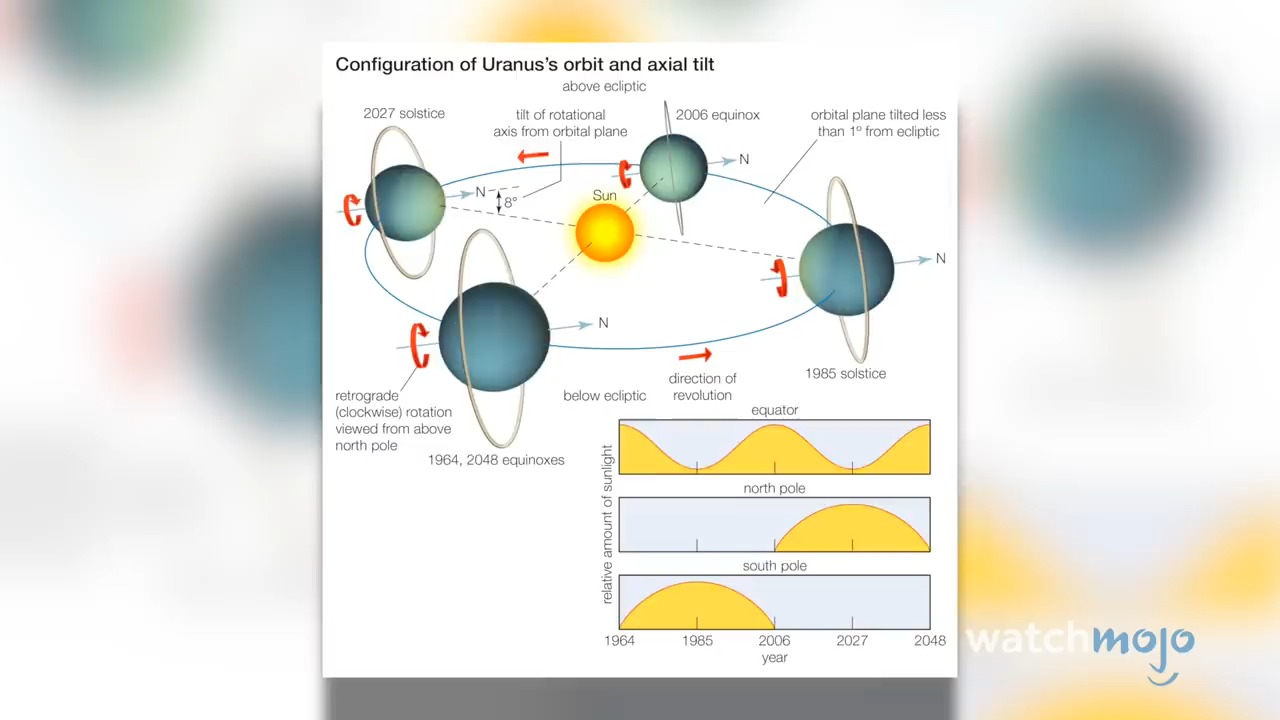 Configuration of Uranus's orbit and axial tilt
above ecliptic
2027 solstice
tilt of rotational
axis from orbital plane
2006 equinox
orbital plane tilted less
than 1° from ecliptic
N
N
8°
Sun
N
N
retrograde
(clockwise) rotation
viewed from above
north pole
1964, 2048 equinoxes
below ecliptic
direction of
revolution
1985 solstice
relative amount of sunlight
equator
north pole
south pole
1964 1985 2006 2027 2048
year
watchmojo